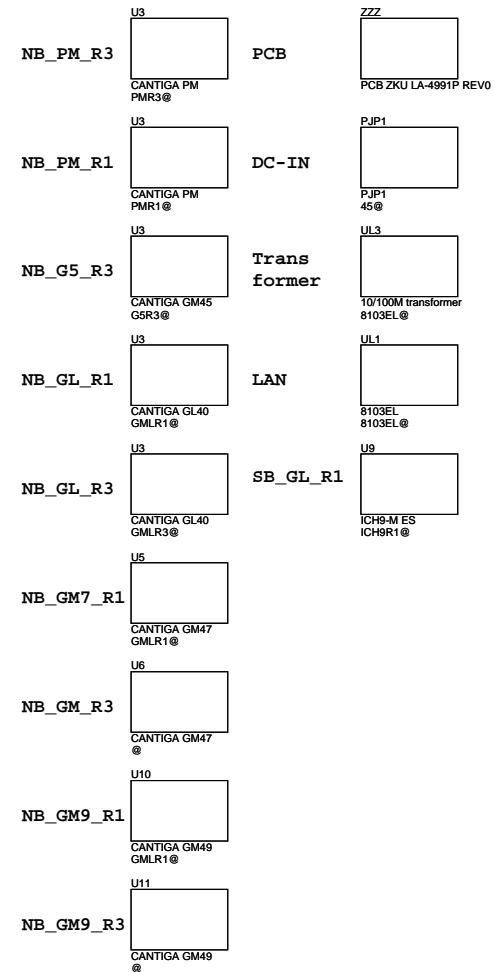 U3
NB_PM_R3
CANTIGA PM
PMR3@
U3
NB_PM_R1
CANTIGA PM
PMR1@
U3
NB_G5_R3
CANTIGA GM45
G5R3@
U3
NB_GL_R1
CANTIGA GL40
GMLR1@
U3
NB_GL_R3
CANTIGA GL40
GMLR3@
U5
NB_GM7_R1
CANTIGA GM47
GMLR1@
U6
NB_GM_R3
CANTIGA GM47
@
U10
NB_GM9_R1
CANTIGA GM49
GMLR1@
U11
NB_GM9_R3
CANTIGA GM49
@
ZZZ
PCB
PCB ZKU LA-4991P REV0
PJP1
DC-IN
PJP1
45@
UL3
Trans
former
10/100M transformer
8103EL@
UL1
LAN
8103EL
8103EL@
U9
SB_GL_R1
ICH9-M ES
ICH9R1@